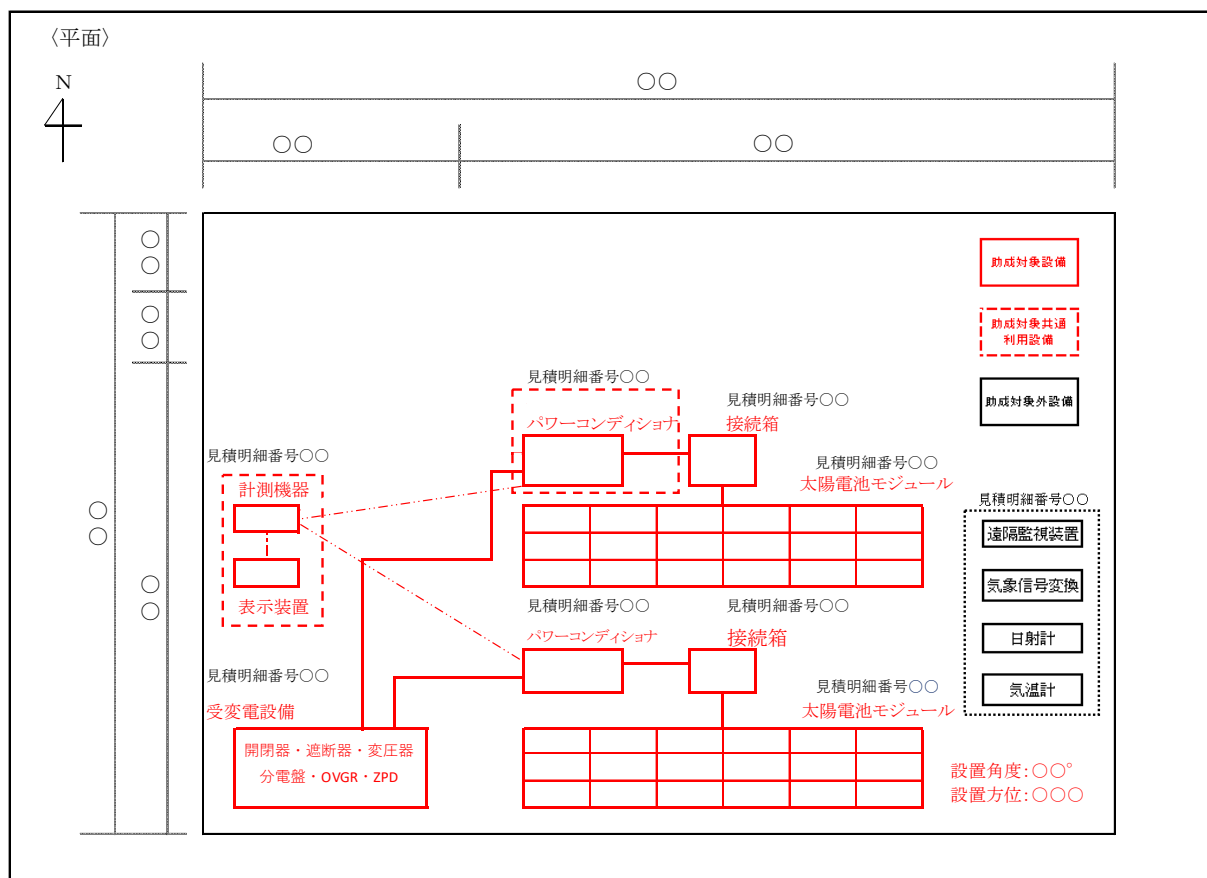 〈平面〉
N
○○
○○
○○
○○
○○
○○
○○
助成対象設備
助成対象共通
利用設備
助成対象外設備
見積明細番号○○
パワーコンディショナ
見積明細番号○○
接続箱
見積明細番号○○
計測機器
表示装置
見積明細番号○○
太陽電池モジュール
見積明細番号○○
遠隔監視装置
気象信号変換
日射計
気温計
見積明細番号○○
パワーコンディショナ
見積明細番号○○
接続箱
見積明細番号○○
受変電設備
開閉器・遮断器・変圧器
分電盤・OVGR・ZPD
見積明細番号○○
太陽電池モジュール
設置角度:○○°
設置方位:○○○